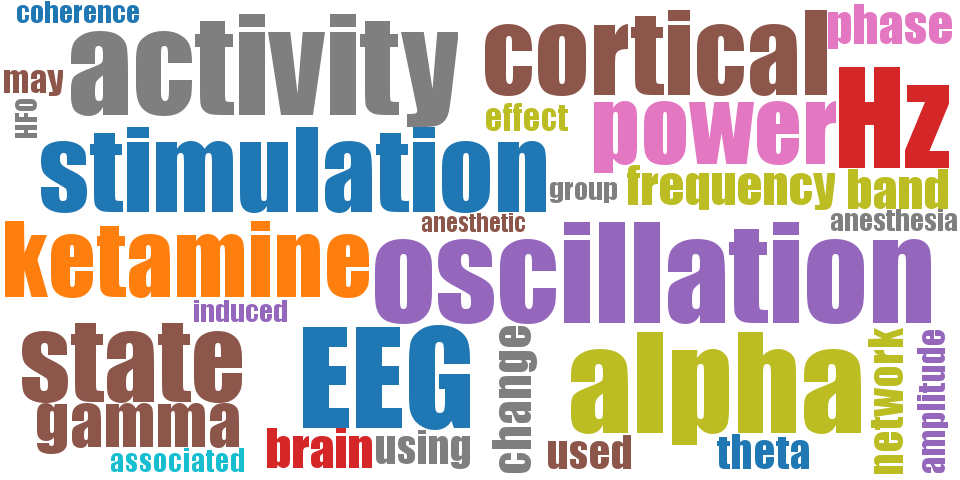 coherence
activity
cortical
phase
may
HFO
effect
power
Hz
stimulation
group
frequency
band
anesthetic
anesthesia
ketamine
oscillation
induced
state
EEG
change
alpha
network
amplitude
gamma
brain
using
used
theta
associated